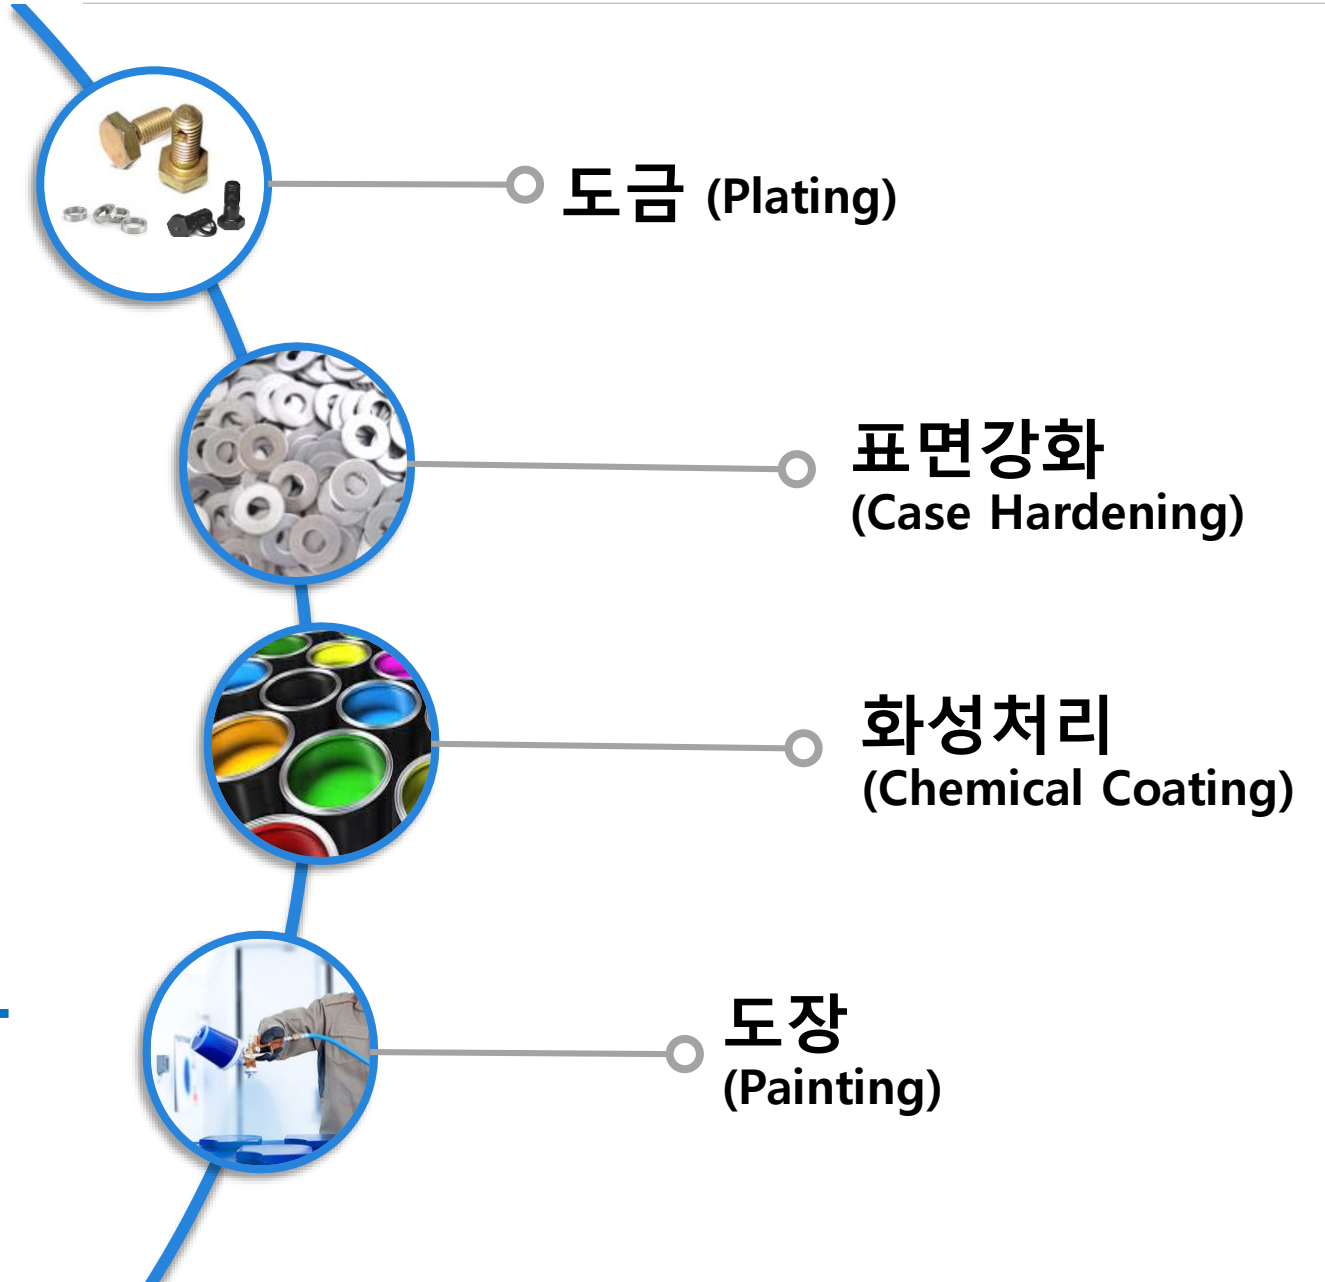 도금 (Plating)
표면강화
(Case Hardening)
화성처리
(Chemical Coating)
도장
(Painting)